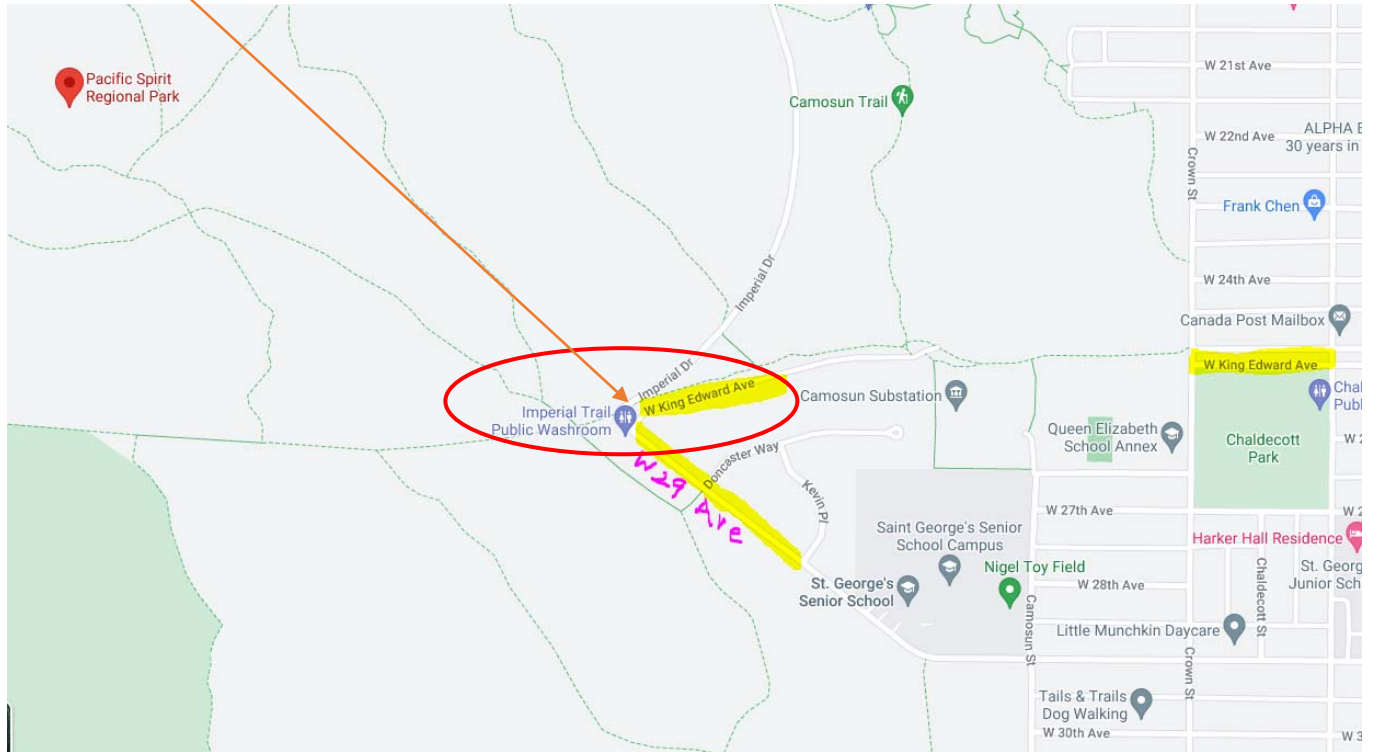 W 21st Ave
Pacific Spirit
Regional Park
Camosun Trail
W 22nd Ave
ALPHA
30 years in
Crown St
Frank Chen
Imperial Dr
W 24th Ave
Canada Post Mailbox
W King Edward Ave
Imperial Dr
W King Edward Ave
Camosun Substation
Chal
Publ
Imperial Trail
Public Washroom
Queen Elizabeth
School Annex
Chaldecott
Park
W 2
Doncaster Way
W 29 Ave
Kevin Pl
W 27th Ave
W 2
Saint George's Senior
School Campus
Harker Hall Residence
Nigel Toy Field
St. Georg
Junior Sch
St. George's
Senior School
W 28th Ave
Chaldecott St
Camosun St
Little Munchkin Daycare
Crown St
Tails & Trails
Dog Walking
W 30th Ave
W 3